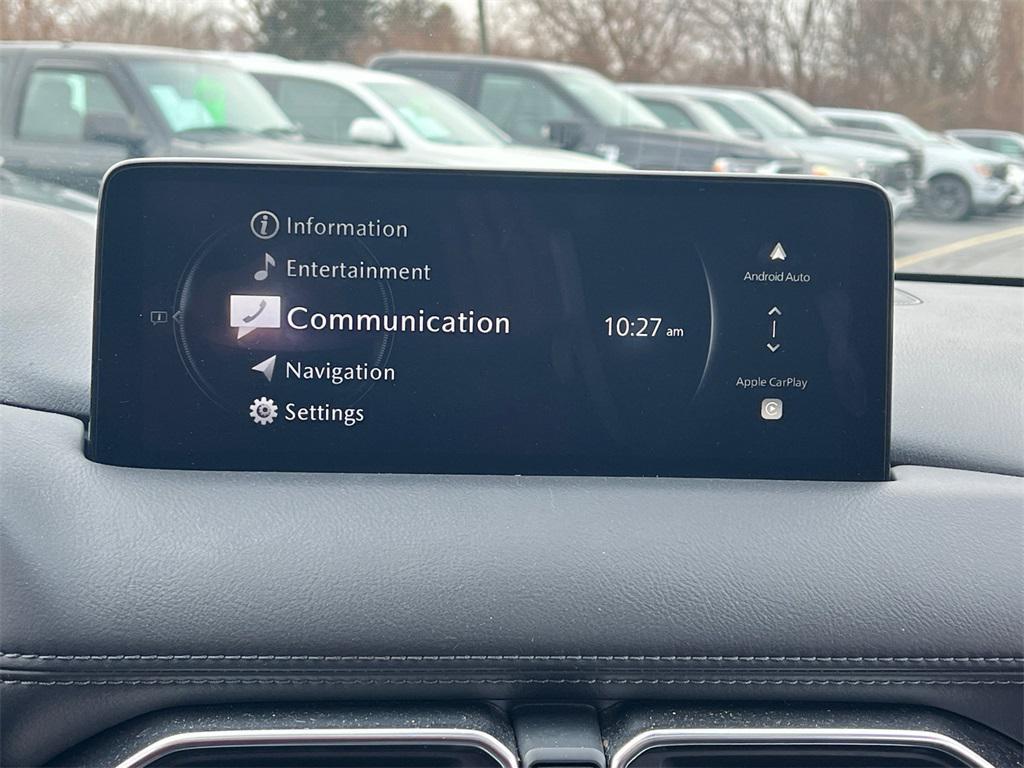 Information
Entertainment
Communication
Navigation
Settings
10:27 am
Android Auto
Apple CarPlay